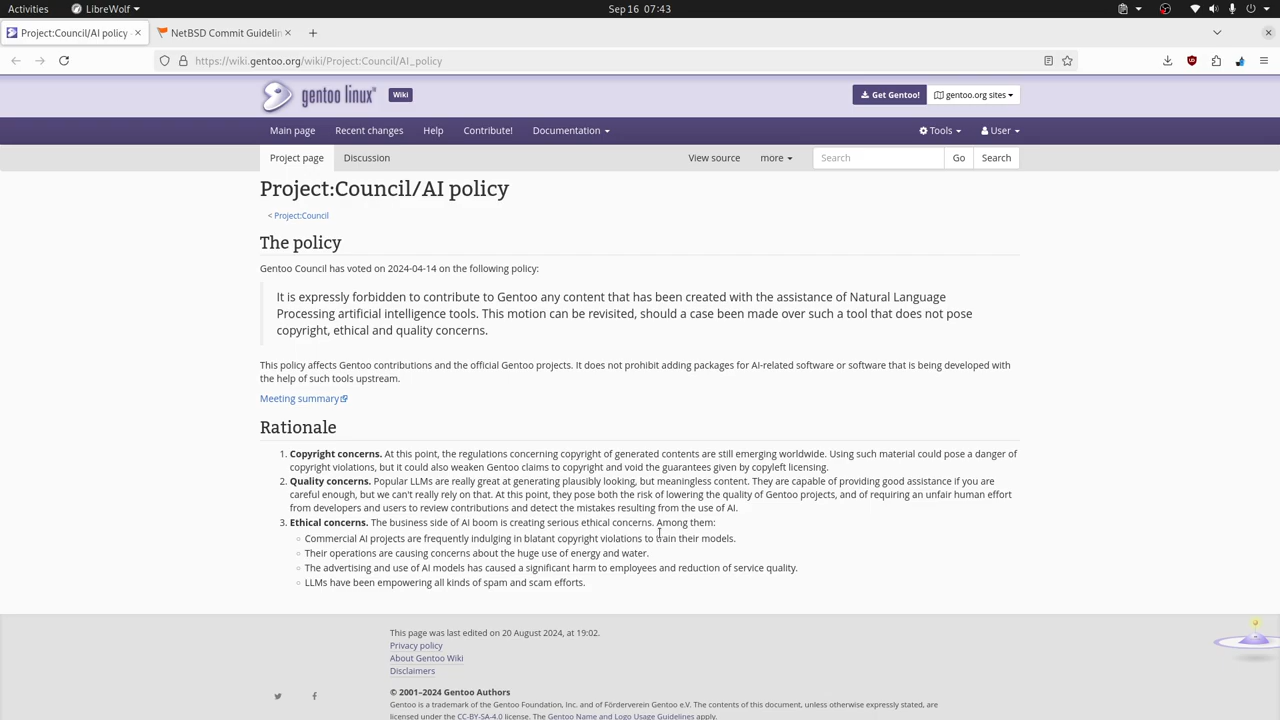 Activities LibreWolf Sep 16 07:43
Project:Council/AI policy - NetBSD Commit Guidelin
https://wiki.gentoo.org/wiki/Project:Council/AI_policy
gentoo linux Wiki Get Gentoo! gentoo.org sites
Main page Recent changes Help Contribute! Documentation Tools User
Project page Discussion View source more Search Go Search
Project:Council/AI policy
< Project:Council
The policy
Gentoo Council has voted on 2024-04-14 on the following policy:
It is expressly forbidden to contribute to Gentoo any content that has been created with the assistance of Natural Language
Processing artificial intelligence tools. This motion can be revisited, should a case been made over such a tool that does not pose
copyright, ethical and quality concerns.
This policy affects Gentoo contributions and the official Gentoo projects. It does not prohibit adding packages for AI-related software or software that is being developed with
the help of such tools upstream.
Meeting summary
Rationale
1. Copyright concerns. At this point, the regulations concerning copyright of generated contents are still emerging worldwide. Using such material could pose a danger of
copyright violations, but it could also weaken Gentoo claims to copyright and void the guarantees given by copyleft licensing.
2. Quality concerns. Popular LLMs are really great at generating plausibly looking, but meaningless content. They are capable of providing good assistance if you are
careful enough, but we can't really rely on that. At this point, they pose both the risk of lowering the quality of Gentoo projects, and of requiring an unfair human effort
from developers and users to review contributions and detect the mistakes resulting from the use of AI.
3. Ethical concerns. The business side of AI boom is creating serious ethical concerns. Among them:
Commercial AI projects are frequently indulging in blatant copyright violations to train their models.
Their operations are causing concerns about the huge use of energy and water.
The advertising and use of AI models has caused a significant harm to employees and reduction of service quality.
LLMs have been empowering all kinds of spam and scam efforts.
This page was last edited on 20 August 2024, at 19:02.
Privacy policy
About Gentoo Wiki
Disclaimers
© 2001–2024 Gentoo Authors
Gentoo is a trademark of the Gentoo Foundation, Inc. and of Förderverein Gentoo e.V. The contents of this document, unless otherwise expressly stated, are
licensed under the CC-BY-SA-4.0 license. The Gentoo Name and Logo Usage Guidelines apply.